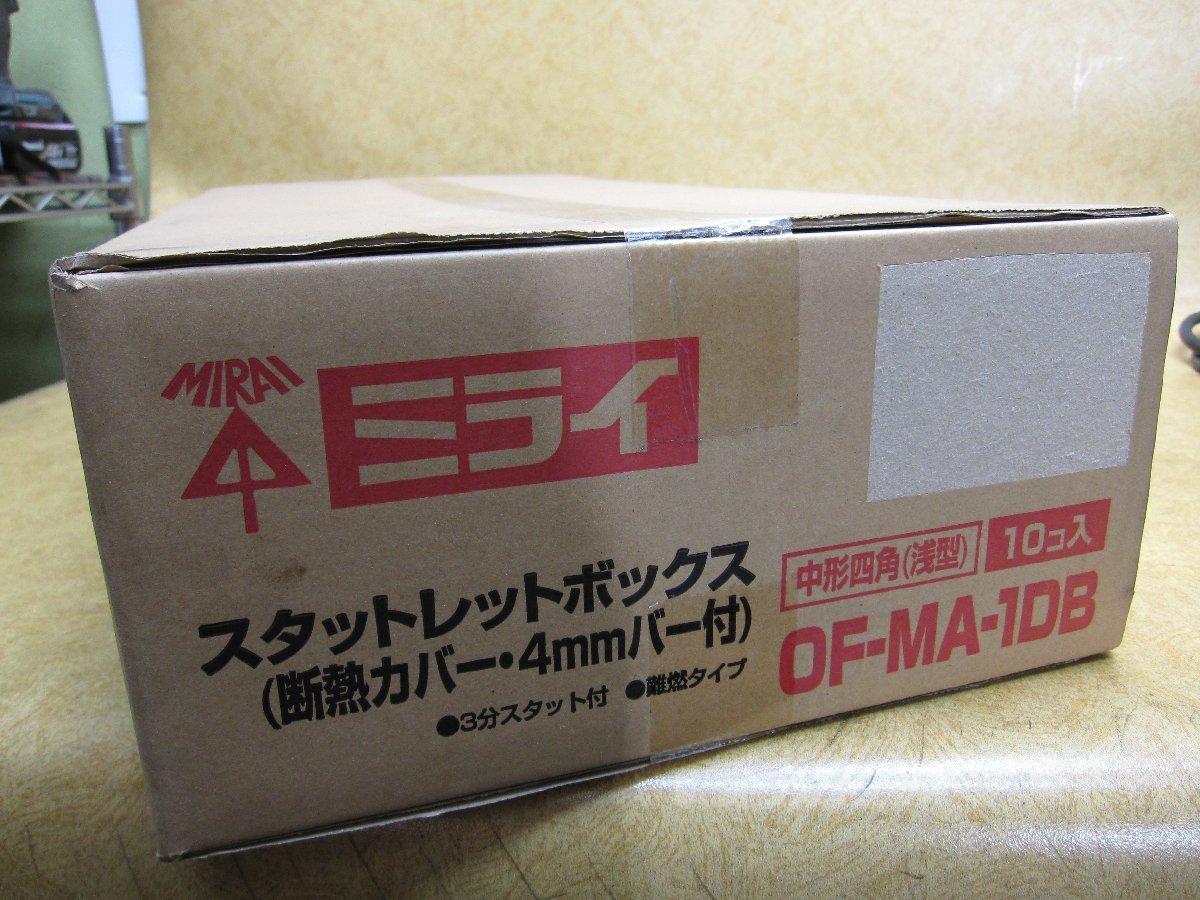 MIRAI
ミライ
スタットレットボックス
(断熱カバー・4mmバー付)
●3分スタット付 ●難燃タイプ
中形四角(浅型)
10コ入
OF-MA-1DB